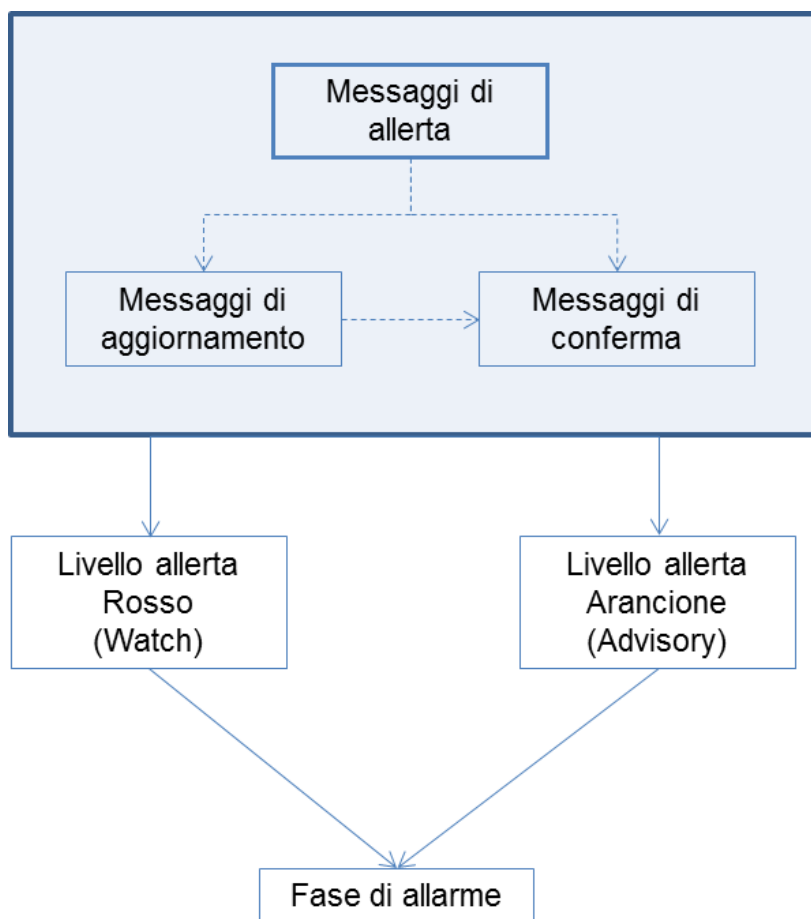 Messaggi di
allerta
Messaggi di
aggiornamento
Messaggi di
conferma
Livello allerta
Rosso
(Watch)
Livello allerta
Arancione
(Advisory)
Fase di allarme